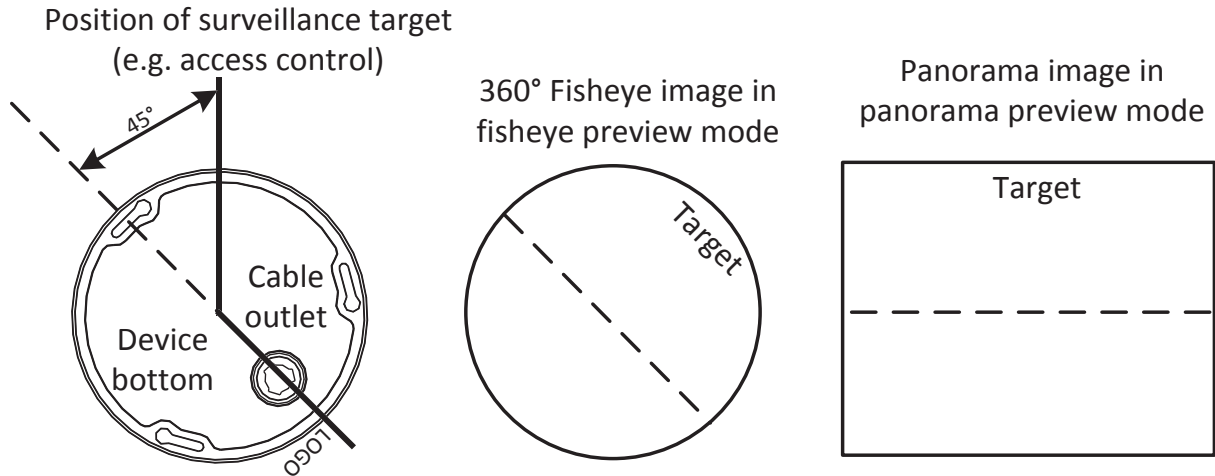 Position of surveillance target
(e.g. access control)
45°
Cable
outlet
Device
bottom
LOGO
360° Fisheye image in
fisheye preview mode
Target
Panorama image in
panorama preview mode
Target